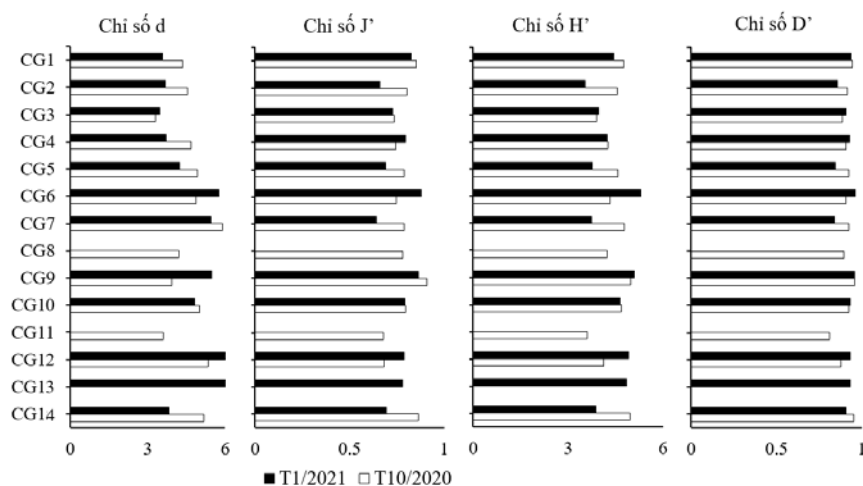 Chỉ số d Chỉ số J’ Chỉ số H’ Chỉ số D’
CG1
CG2
CG3
CG4
CG5
CG6
CG7
CG8
CG9
CG10
CG11
CG12
CG13
CG14
0 3 6 0 0.5 1 0 3 6 0 0.5 1
T1/2021 T10/2020